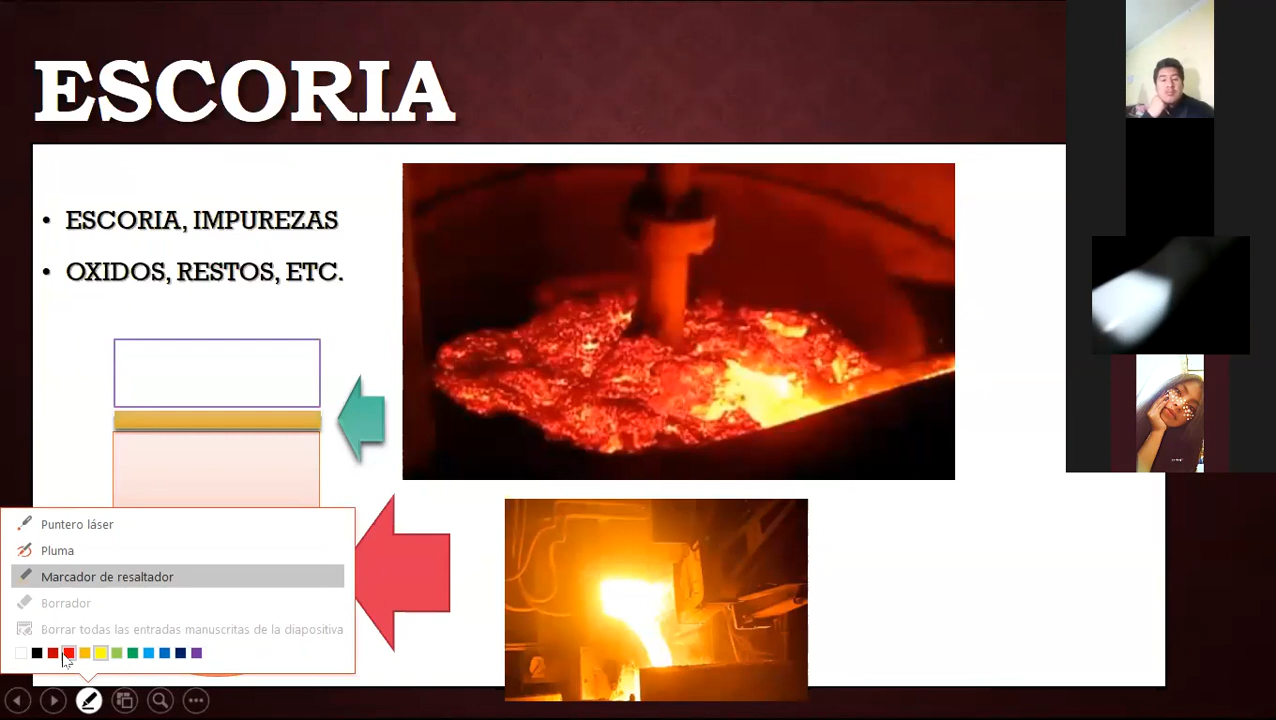 ESCORIA
• ESCORIA, IMPUREZAS
• OXIDOS, RESTOS, ETC.
Puntero láser
Pluma
Marcador de resaltador
Borrador
Borrar todas las entradas manuscritas de la diapositiva